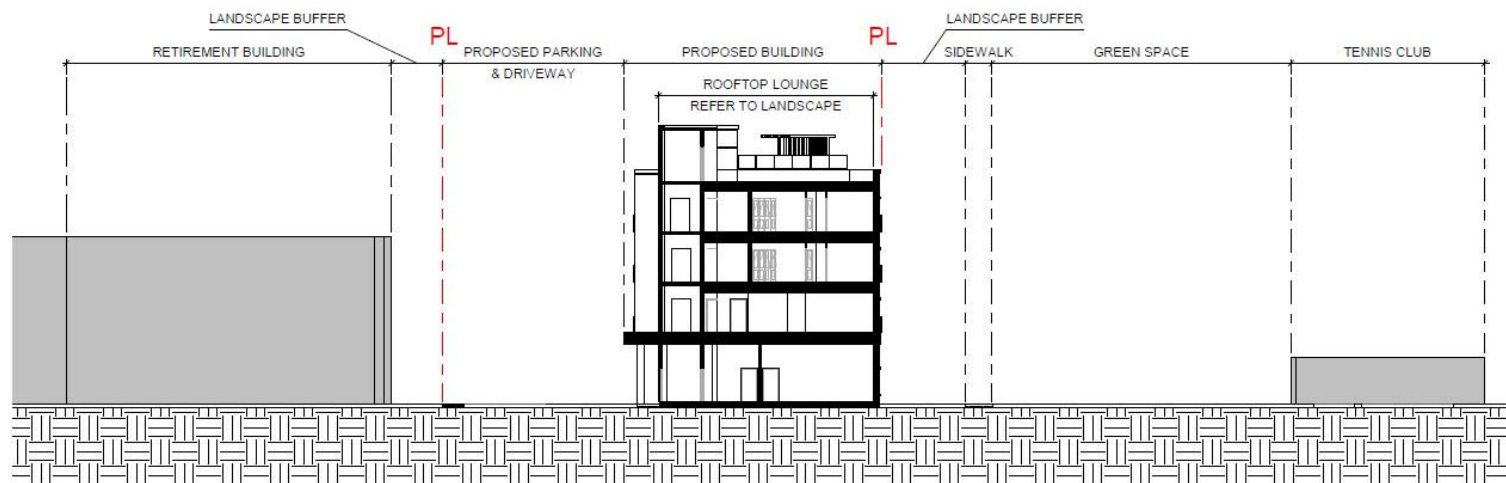 LANDSCAPE BUFFER
LANDSCAPE BUFFER
PL
PL
RETIREMENT BUILDING
PROPOSED PARKING
& DRIVEWAY
PROPOSED BUILDING
SIDEWALK
GREEN SPACE
TENNIS CLUB
ROOFTOP LOUNGE
REFER TO LANDSCAPE